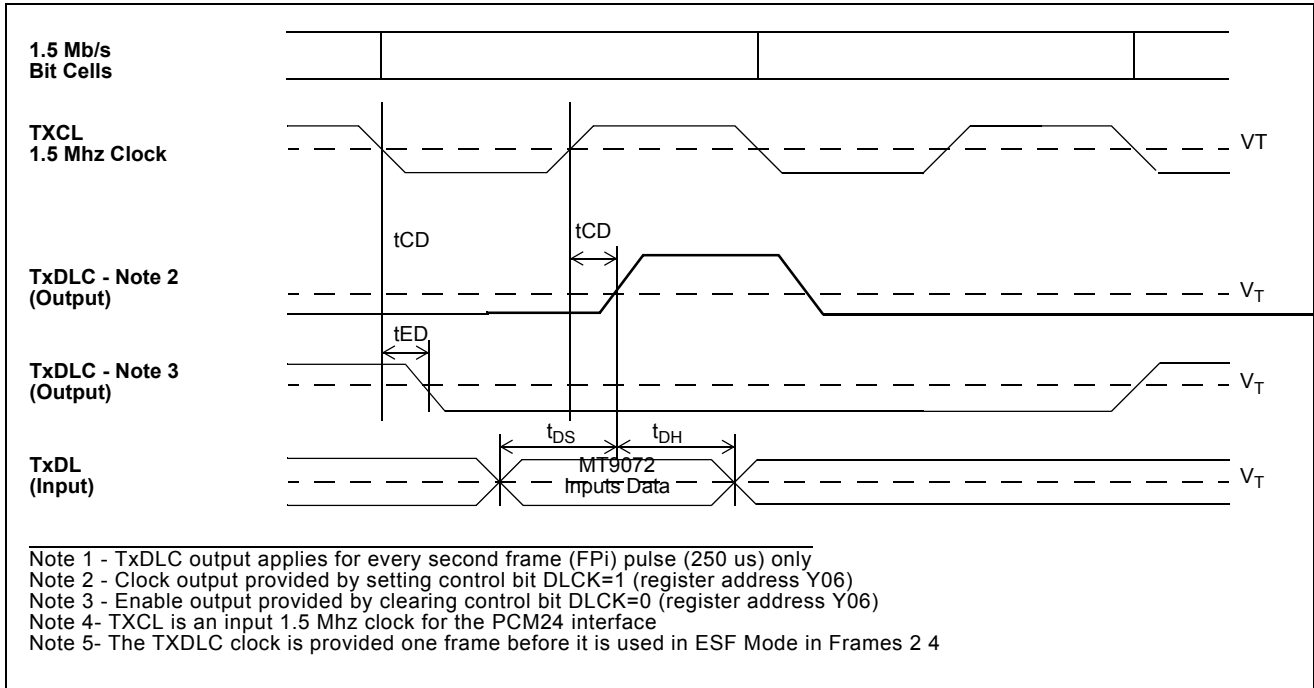 1.5 Mb/s
Bit Cells
TXCL
1.5 Mhz Clock
VT
tCD
tCD
TxDLC - Note 2
(Output)
VT
tED
TxDLC - Note 3
(Output)
VT
tDS
tDH
TxDL
(Input)
MT9072
Inputs Data
VT
Note 1 - TxDLC output applies for every second frame (FPi) pulse (250 us) only
Note 2 - Clock output provided by setting control bit DLCK=1 (register address Y06)
Note 3 - Enable output provided by clearing control bit DLCK=0 (register address Y06)
Note 4- TXCL is an input 1.5 Mhz clock for the PCM24 interface
Note 5- The TXDLC clock is provided one frame before it is used in ESF Mode in Frames 2 4